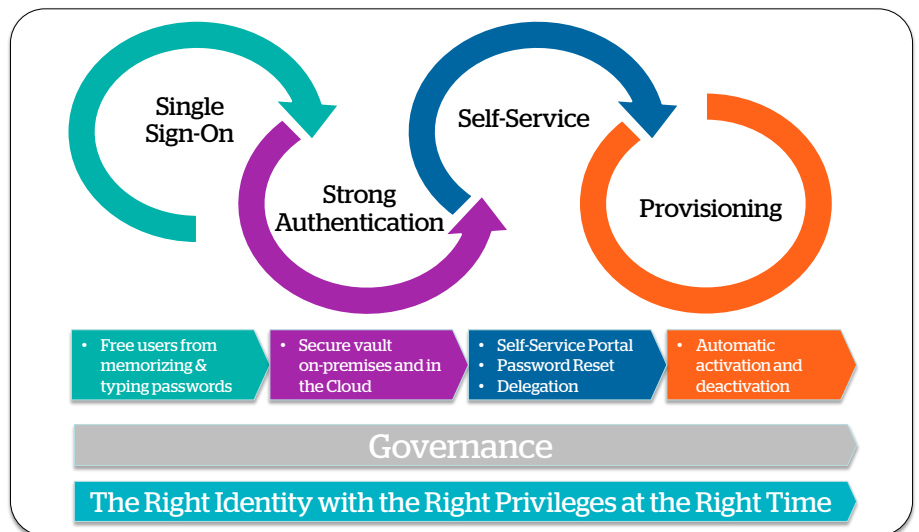 Single
Sign-On
Strong
Authentication
Self-Service
Provisioning
• Free users from
memorizing &
typing passwords
• Secure vault
on-premises and in
the Cloud
• Self-Service Portal
• Password Reset
• Delegation
• Automatic
activation and
deactivation
Governance
The Right Identity with the Right Privileges at the Right Time